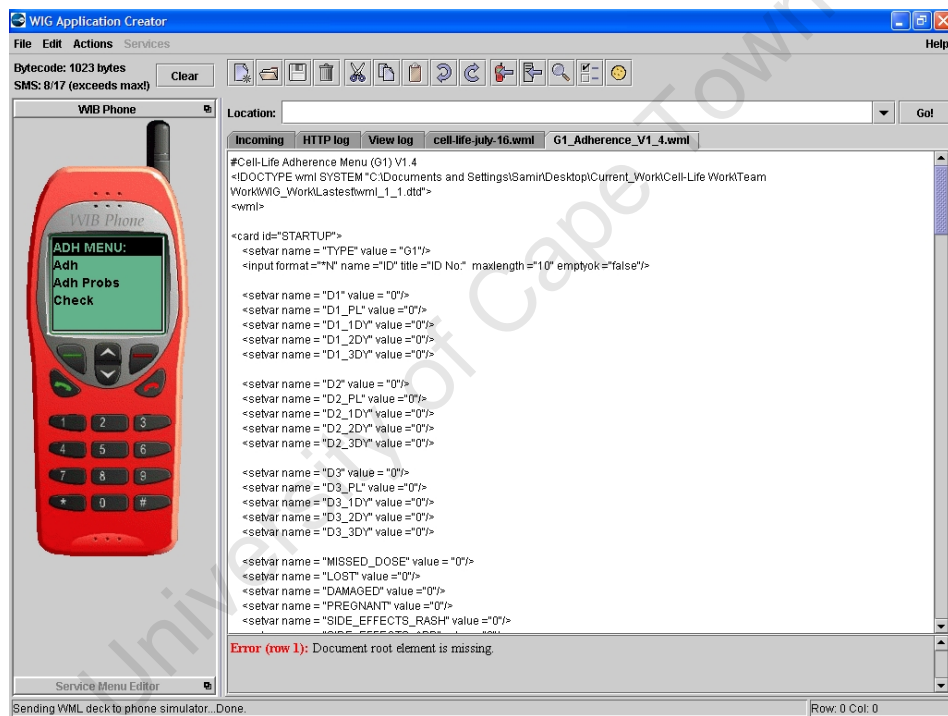 WIG Application Creator
File Edit Actions Services Help
Bytecode: 1023 bytes
SMS: 8/17 (exceeds max!)
Clear
WIB Phone
Location:
Go!
Incoming HTTP log View log cell-life-july-16.wml G1_Adherence_V1_4.wml
WIB Phone
ADH MENU:
Adh
Adh Probs
Check
1 2 3
4 5 6
7 8 9
* 0 #
#Cell-Life Adherence Menu (G1) V1.4
<!DOCTYPE wml SYSTEM "C:\Documents and Settings\Samir\Desktop\Current_Work\Cell-Life Work\Team
Work\WIG_Work\Lastest\wml_1_1.dtd">
<wml>
<card id="STARTUP">
<setvar name = "TYPE" value = "G1"/>
<input format ="*N" name ="ID" title ="ID No:" maxlength ="10" emptyok ="false"/>
<setvar name = "D1" value = "0"/>
<setvar name = "D1_PL" value ="0"/>
<setvar name = "D1_1DY" value ="0"/>
<setvar name = "D1_2DY" value ="0"/>
<setvar name = "D1_3DY" value ="0"/>
<setvar name = "D2" value = "0"/>
<setvar name = "D2_PL" value ="0"/>
<setvar name = "D2_1DY" value ="0"/>
<setvar name = "D2_2DY" value ="0"/>
<setvar name = "D2_3DY" value ="0"/>
<setvar name = "D3" value = "0"/>
<setvar name = "D3_PL" value ="0"/>
<setvar name = "D3_1DY" value ="0"/>
<setvar name = "D3_2DY" value ="0"/>
<setvar name = "D3_3DY" value ="0"/>
<setvar name = "MISSED_DOSE" value = "0"/>
<setvar name = "LOST" value ="0"/>
<setvar name = "DAMAGED" value ="0"/>
<setvar name = "PREGNANT" value ="0"/>
<setvar name = "SIDE_EFFECTS_RASH" value ="0"/>
Error (row 1): Document root element is missing.
Service Menu Editor
Sending WML deck to phone simulator...Done.
Row: 0 Col: 0
University of Cape Town